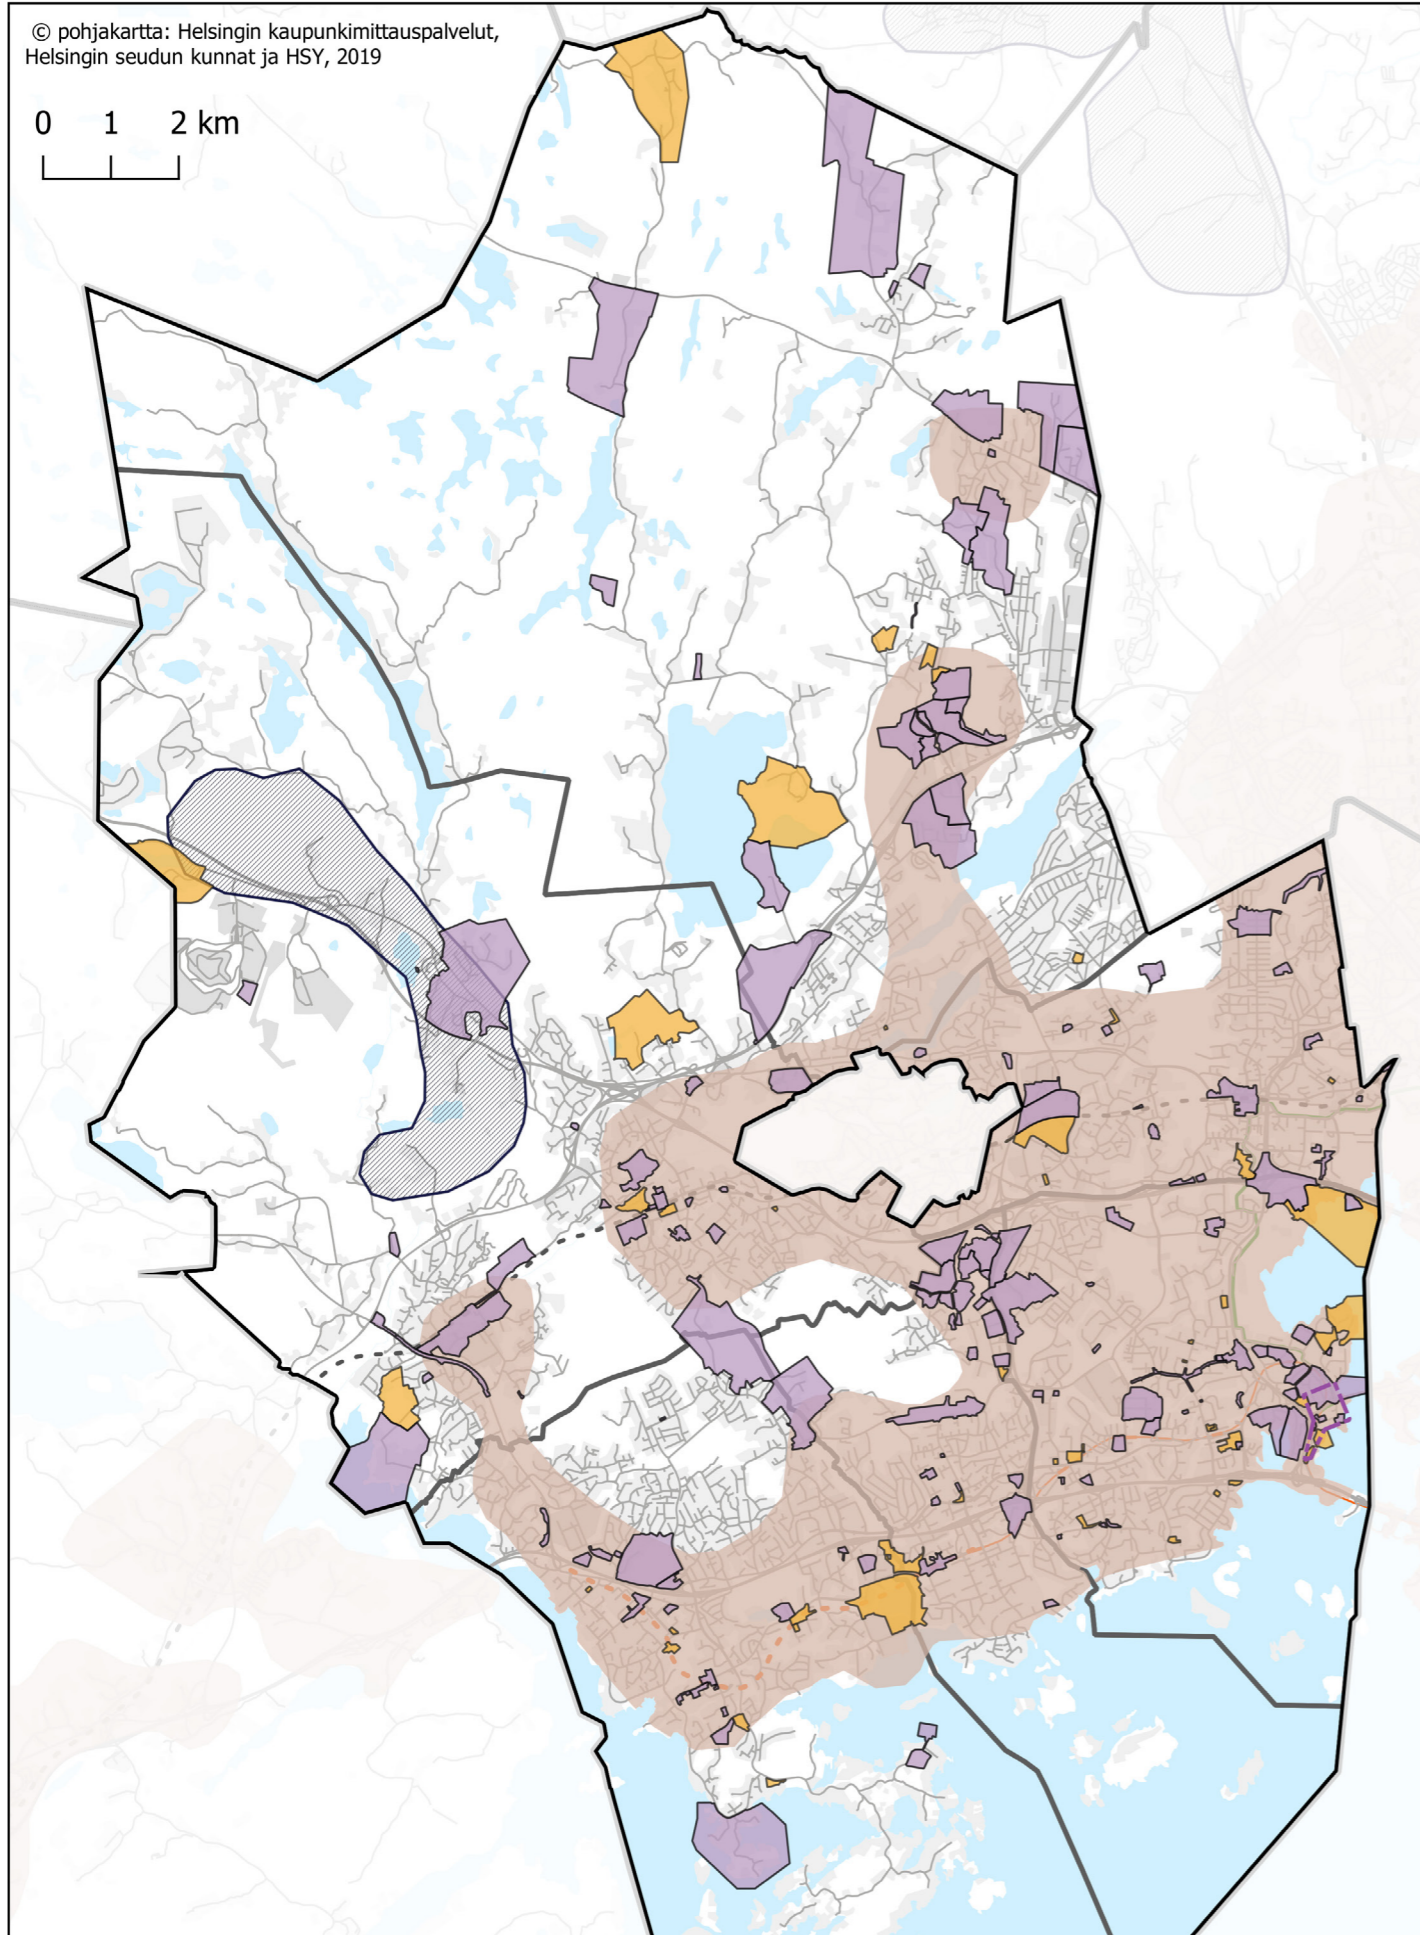 © pohjakartta: Helsingin kaupunkimittauspalvelut,
Helsingin seudun kunnat ja HSY, 2019
0 1 2 km